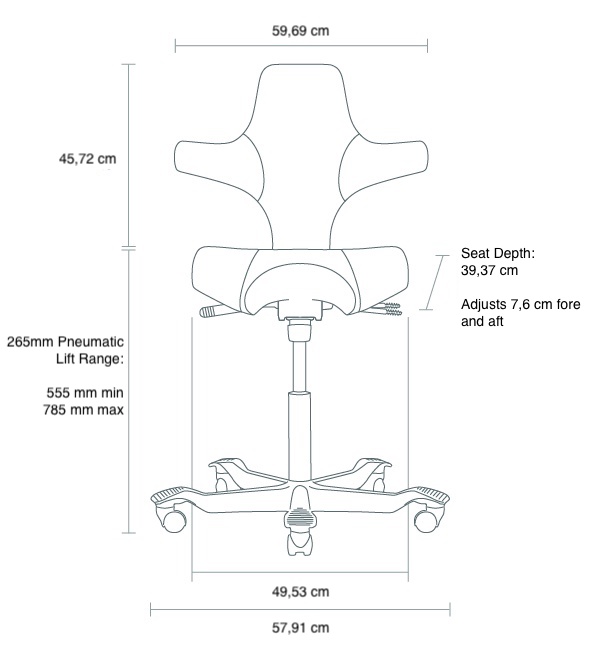 59,69 cm
45,72 cm
Seat Depth:
39,37 cm
Adjusts 7,6 cm fore
and aft
265mm Pneumatic
Lift Range:
555 mm min
785 mm max
49,53 cm
57,91 cm